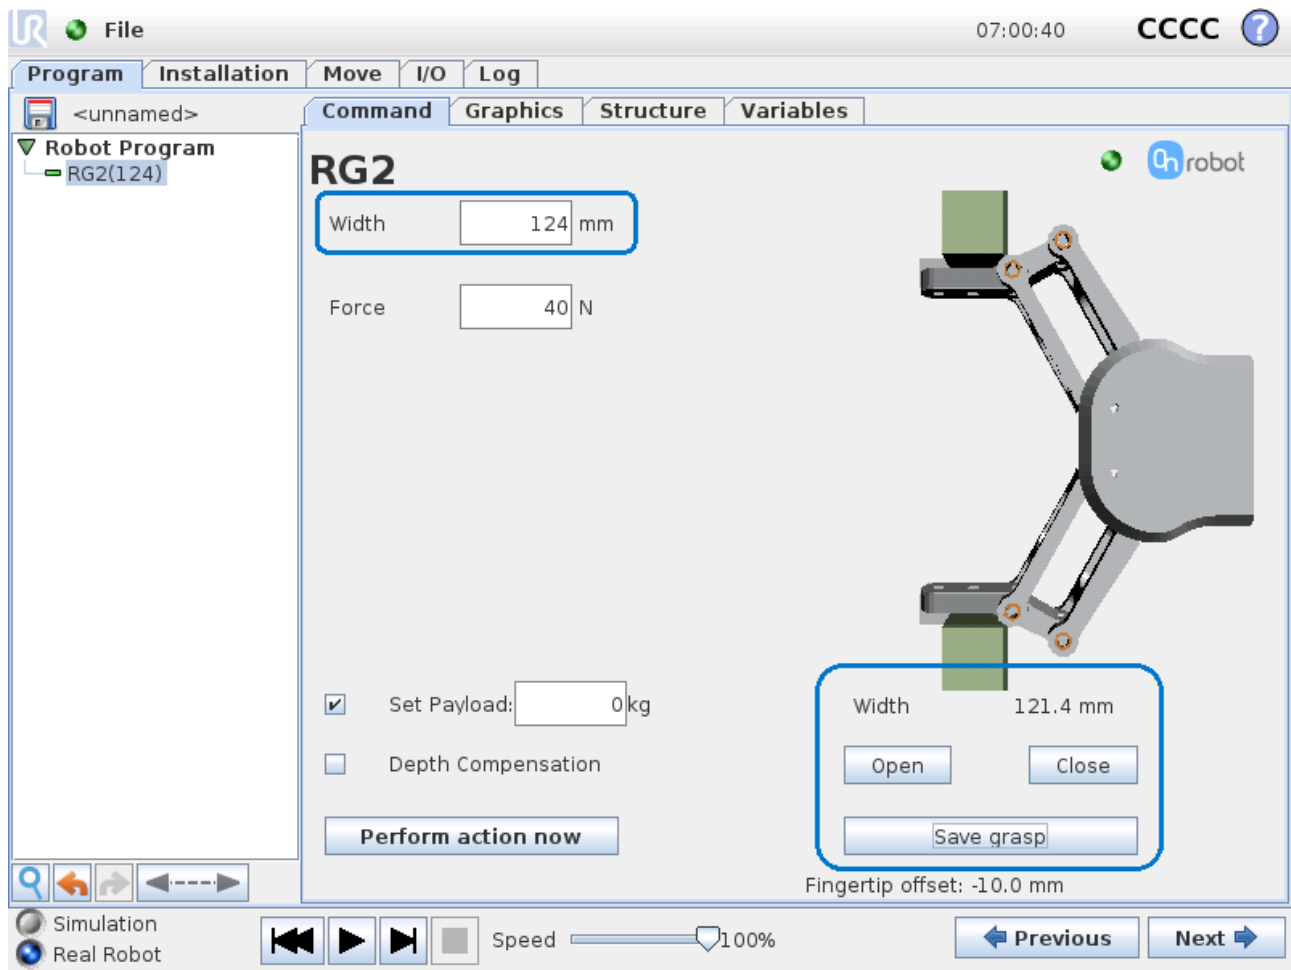 UR File 07:00:40 CCCC ?
Program Installation Move I/O Log
<unnamed> Command Graphics Structure Variables
Robot Program
RG2(124)
RG2
On robot
Width 124 mm
Force 40 N
Set Payload: 0 kg
Width 121.4 mm
Depth Compensation
Open Close
Perform action now
Save grasp
Fingertip offset: -10.0 mm
Simulation
Real Robot
Speed 100%
Previous Next